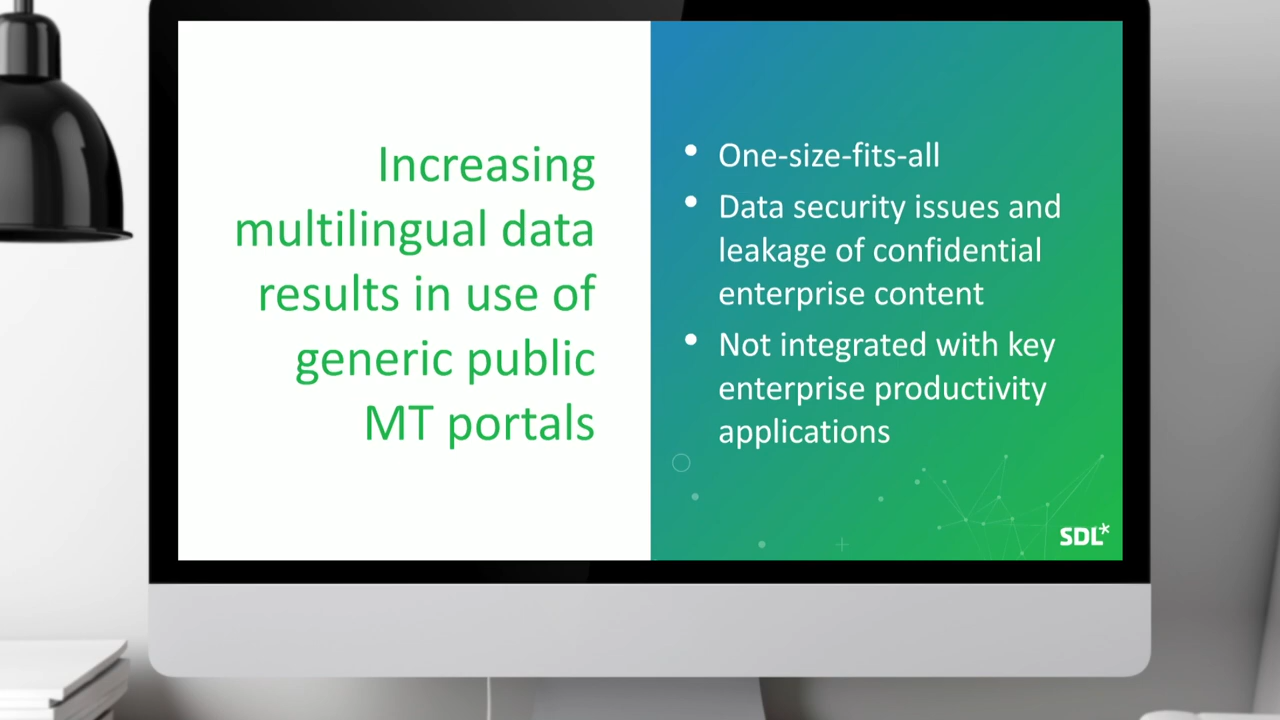 Increasing
multilingual data
results in use of
generic public
MT portals
• One-size-fits-all
• Data security issues and
leakage of confidential
enterprise content
• Not integrated with key
enterprise productivity
applications
SDL*